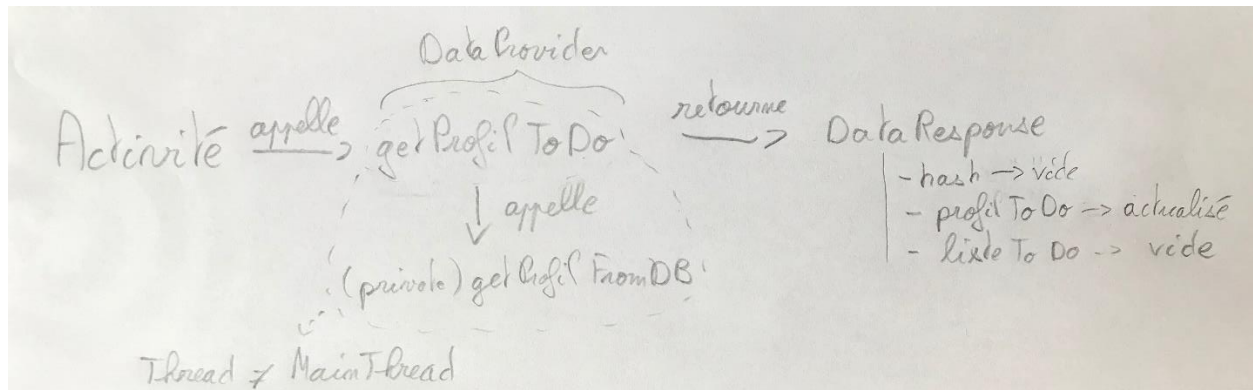 DataProvider
Activité appelle getProfilToDo retourne DataResponse
- hash -> vide
↓ appelle
- profilToDo -> actualisé
- listeToDo -> vide
(private) getProfilFromDB
Thread ≠ MainThread